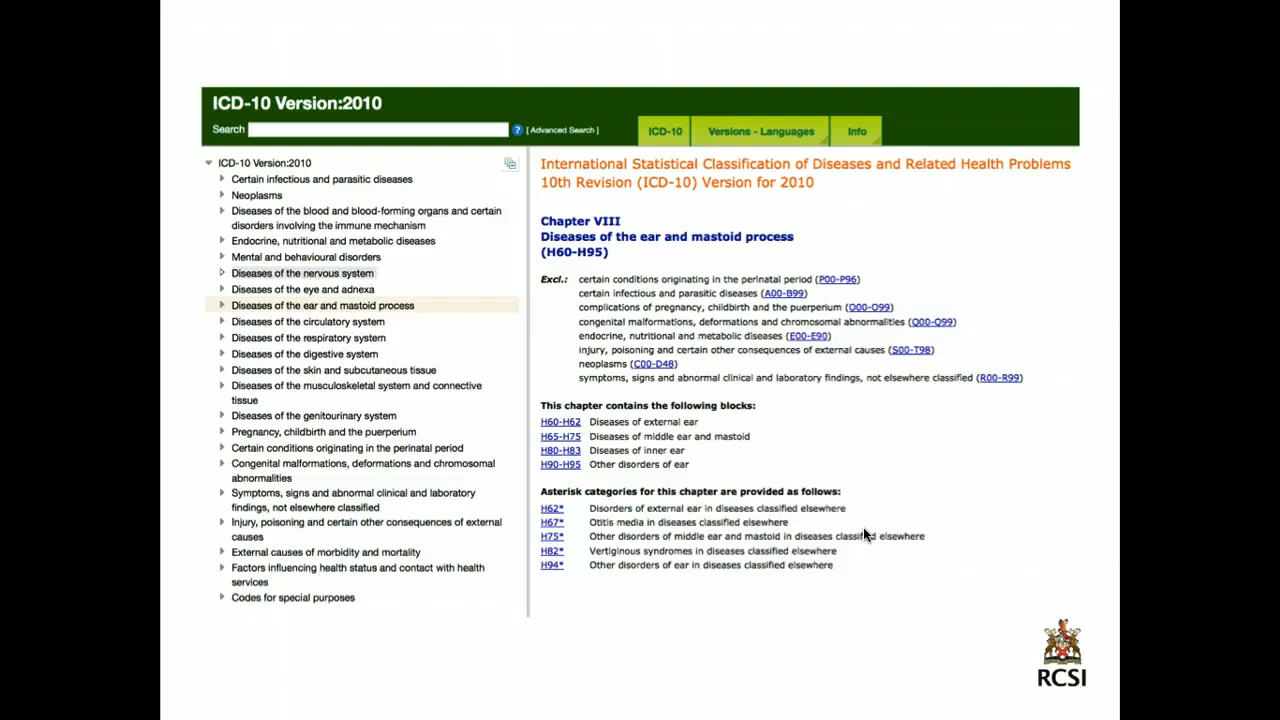 ICD-10 Version:2010
Search ? [ Advanced Search ] ICD-10 Versions - Languages Info
ICD-10 Version:2010
Certain infectious and parasitic diseases
Neoplasms
Diseases of the blood and blood-forming organs and certain
disorders involving the immune mechanism
Endocrine, nutritional and metabolic diseases
Mental and behavioural disorders
Diseases of the nervous system
Diseases of the eye and adnexa
Diseases of the ear and mastoid process
Diseases of the circulatory system
Diseases of the respiratory system
Diseases of the digestive system
Diseases of the skin and subcutaneous tissue
Diseases of the musculoskeletal system and connective
tissue
Diseases of the genitourinary system
Pregnancy, childbirth and the puerperium
Certain conditions originating in the perinatal period
Congenital malformations, deformations and chromosomal
abnormalities
Symptoms, signs and abnormal clinical and laboratory
findings, not elsewhere classified
Injury, poisoning and certain other consequences of external
causes
External causes of morbidity and mortality
Factors influencing health status and contact with health
services
Codes for special purposes
International Statistical Classification of Diseases and Related Health Problems
10th Revision (ICD-10) Version for 2010
Chapter VIII
Diseases of the ear and mastoid process
(H60-H95)
Excl.: certain conditions originating in the perinatal period (P00-P96)
certain infectious and parasitic diseases (A00-B99)
complications of pregnancy, childbirth and the puerperium (O00-O99)
congenital malformations, deformations and chromosomal abnormalities (Q00-Q99)
endocrine, nutritional and metabolic diseases (E00-E90)
injury, poisoning and certain other consequences of external causes (S00-T98)
neoplasms (C00-D48)
symptoms, signs and abnormal clinical and laboratory findings, not elsewhere classified (R00-R99)
This chapter contains the following blocks:
H60-H62 Diseases of external ear
H65-H75 Diseases of middle ear and mastoid
H80-H83 Diseases of inner ear
H90-H95 Other disorders of ear
Asterisk categories for this chapter are provided as follows:
H62* Disorders of external ear in diseases classified elsewhere
H67* Otitis media in diseases classified elsewhere
H75* Other disorders of middle ear and mastoid in diseases classified elsewhere
H82* Vertiginous syndromes in diseases classified elsewhere
H94* Other disorders of ear in diseases classified elsewhere
RCSI